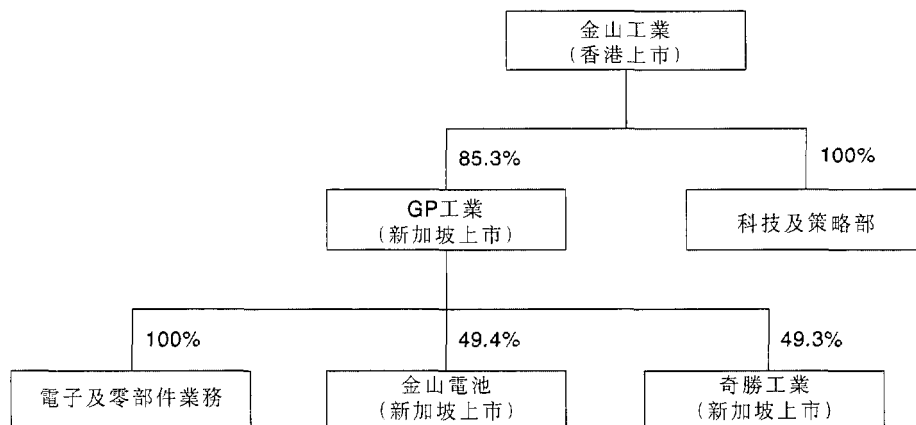 金山工業
(香港上市)
85.3%
100%
GP工業
(新加坡上市)
科技及策略部
100%
49.4%
49.3%
電子及零部件業務
金山電池
(新加坡上市)
奇勝工業
(新加坡上市)